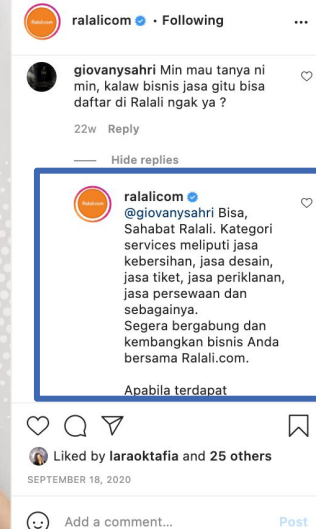 ralalicom • Following
giovanysahri Min mau tanya ni
min, kalaw bisnis jasa gitu bisa
daftar di Ralali ngak ya ?
22w Reply
Hide replies
ralalicom
@giovanysahri Bisa,
Sahabat Ralali. Kategori
services meliputi jasa
kebersihan, jasa desain,
jasa tiket, jasa periklanan,
jasa persewaan dan
sebagainya.
Segera bergabung dan
kembangkan bisnis Anda
bersama Ralali.com.
Apabila terdapat
Liked by laraoktafia and 25 others
SEPTEMBER 18, 2020
Add a comment...
Post